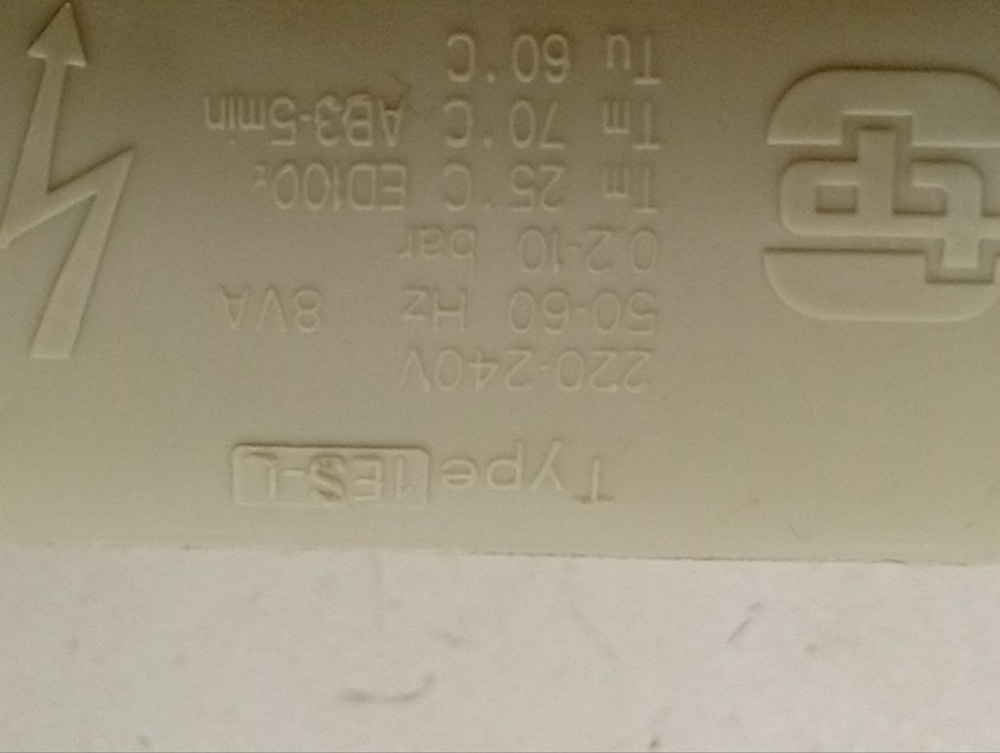 Type 1ES-L
220-240V
50-60 Hz 8VA
0,2-10 bar
Tm 25°C ED100%
Tm 70°C AB3-5min
Tu 60°C